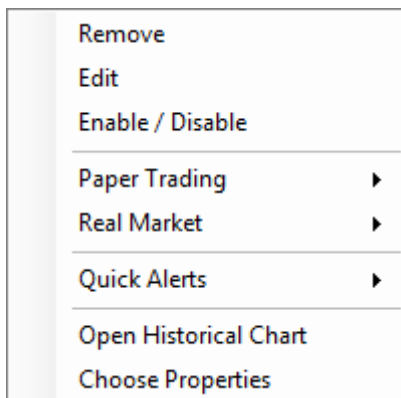 Remove
Edit
Enable / Disable
Paper Trading
Real Market
Quick Alerts
Open Historical Chart
Choose Properties